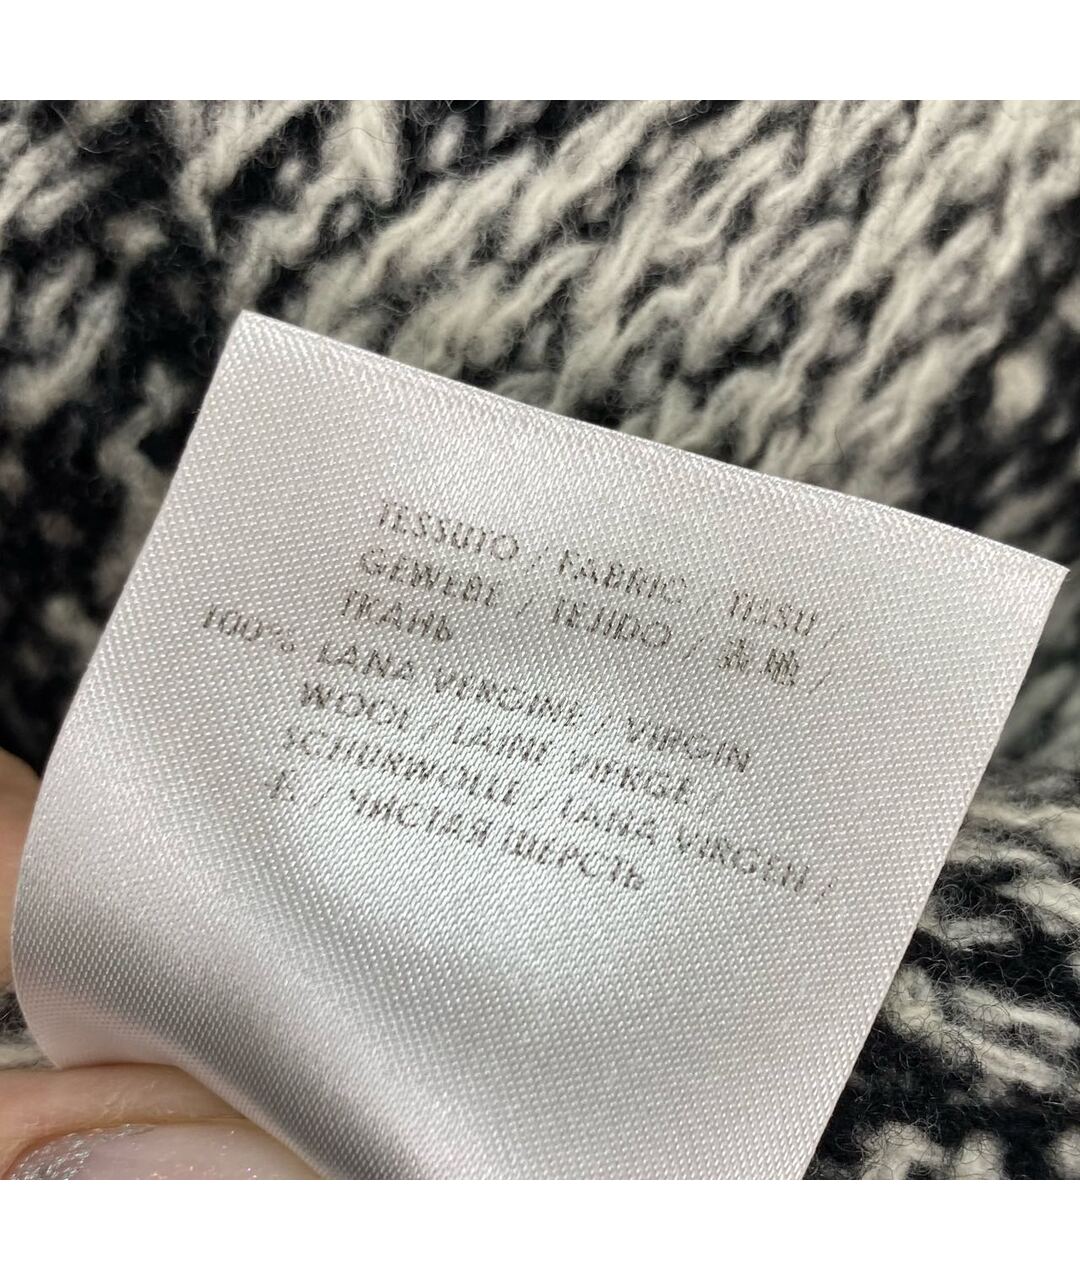 TESSUTO / FABRIC / TISSU /
GEWEBE / TEJIDO / 表地 /
ТКАНЬ
100% LANA VERGINE / VIRGIN
WOOL / LAINE VIERGE /
SCHURWOLLE / LANA VIRGEN /
毛 / ЧИСТАЯ ШЕРСТЬ